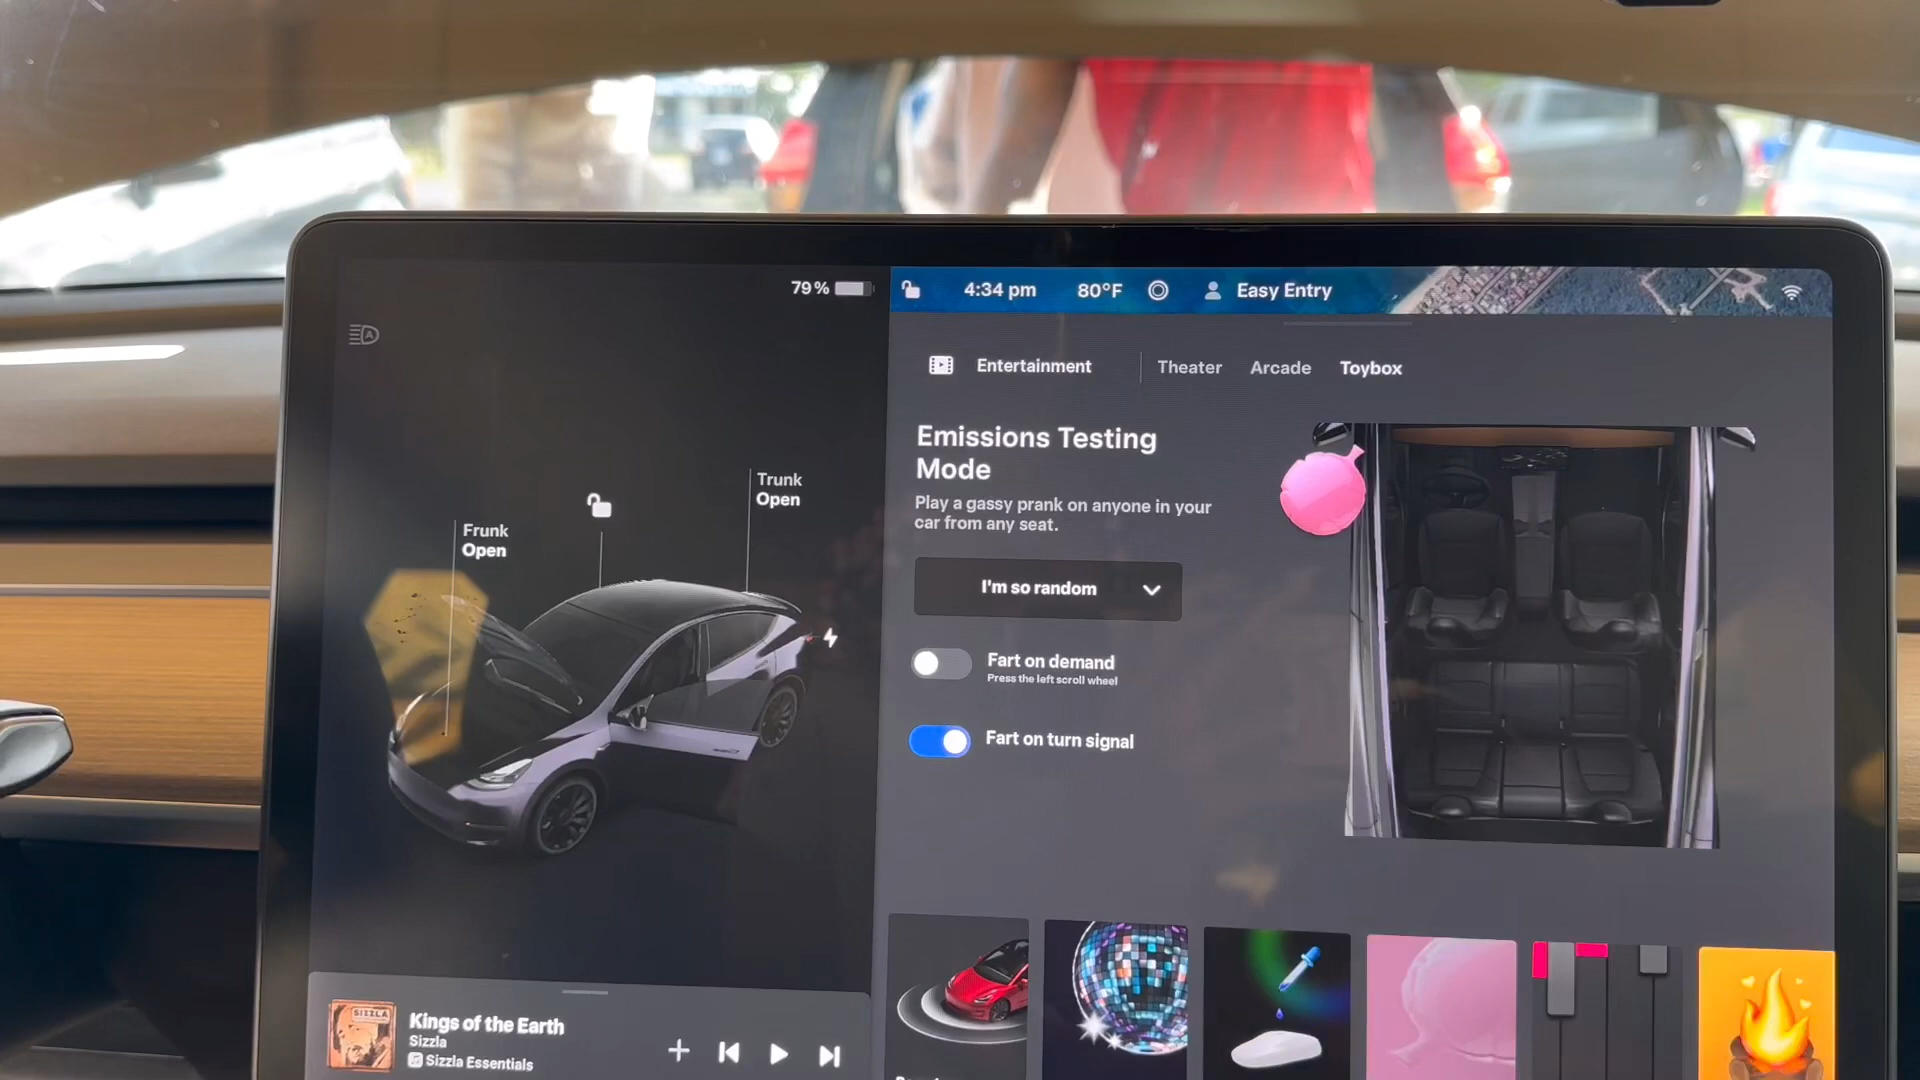 79%
4:34 pm
80°F
Easy Entry
Entertainment
Theater
Arcade
Toybox
Trunk
Open
Frunk
Open
Emissions Testing
Mode
Play a gassy prank on anyone in your
car from any seat.
I'm so random
Fart on demand
Press the left scroll wheel
Fart on turn signal
SIZZLA
Kings of the Earth
Sizzla
Sizzla Essentials